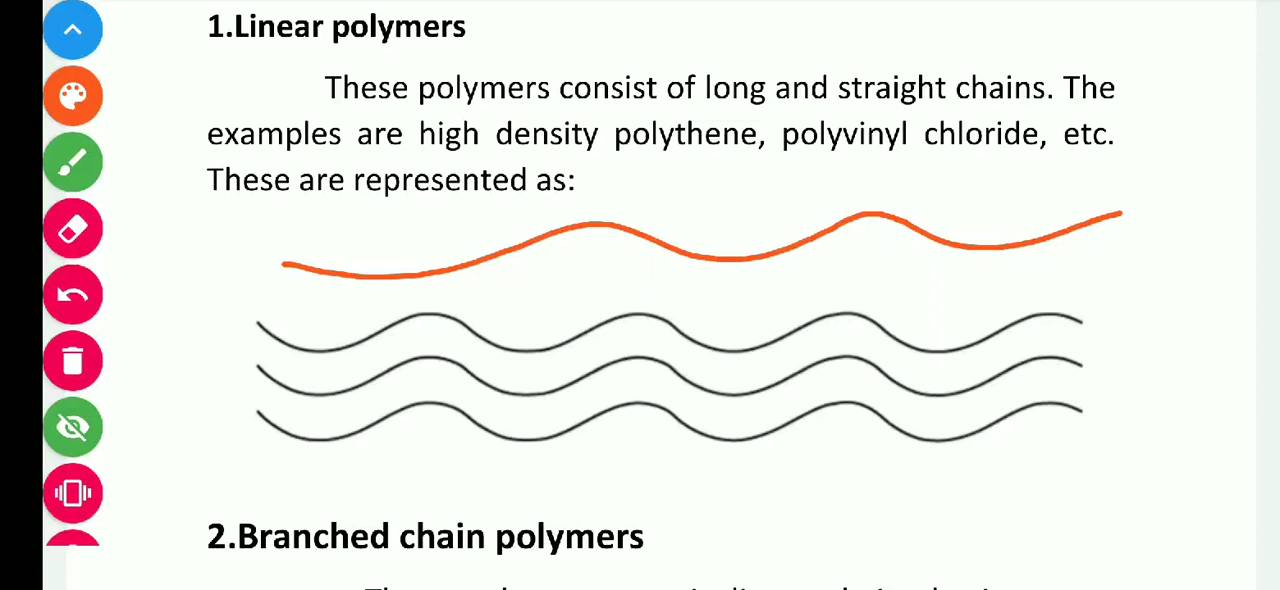 1.Linear polymers
These polymers consist of long and straight chains. The
examples are high density polythene, polyvinyl chloride, etc.
These are represented as:
2.Branched chain polymers